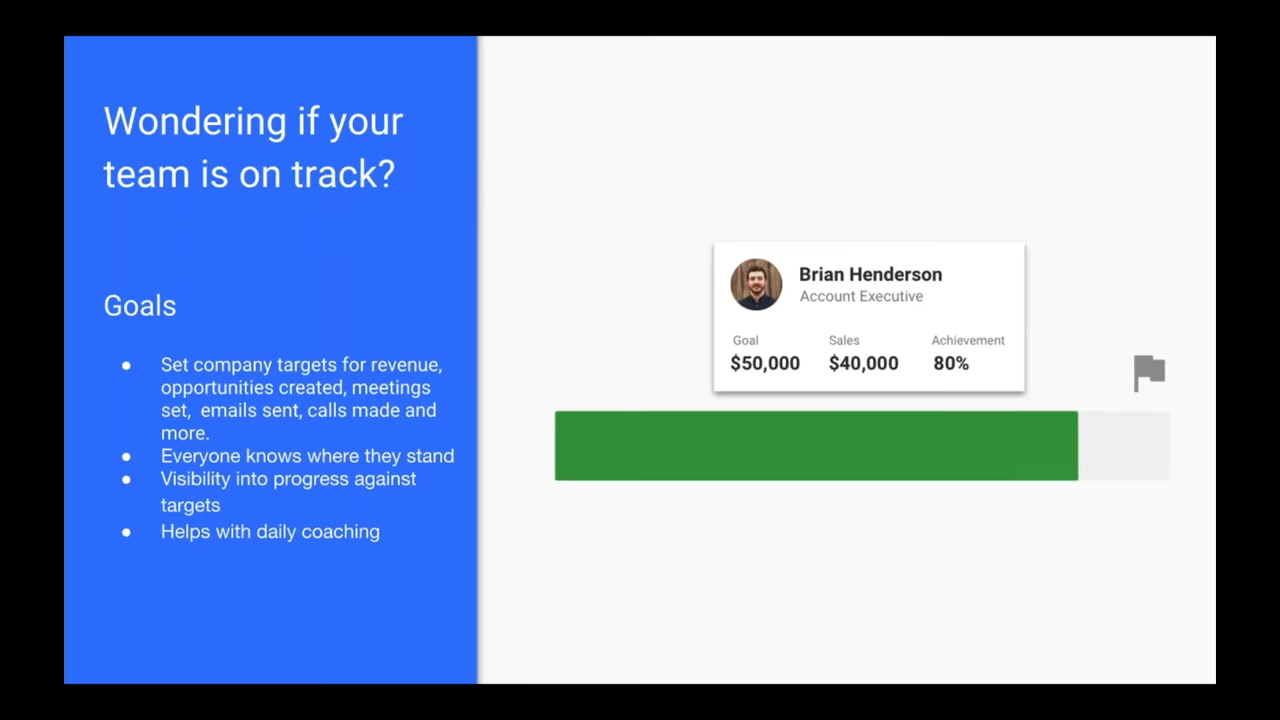 Wondering if your
team is on track?
Goals
● Set company targets for revenue,
opportunities created, meetings
set,  emails sent, calls made and
more.
● Everyone knows where they stand
● Visibility into progress against
targets
● Helps with daily coaching
Brian Henderson
Account Executive
Goal Sales Achievement
$50,000 $40,000 80%